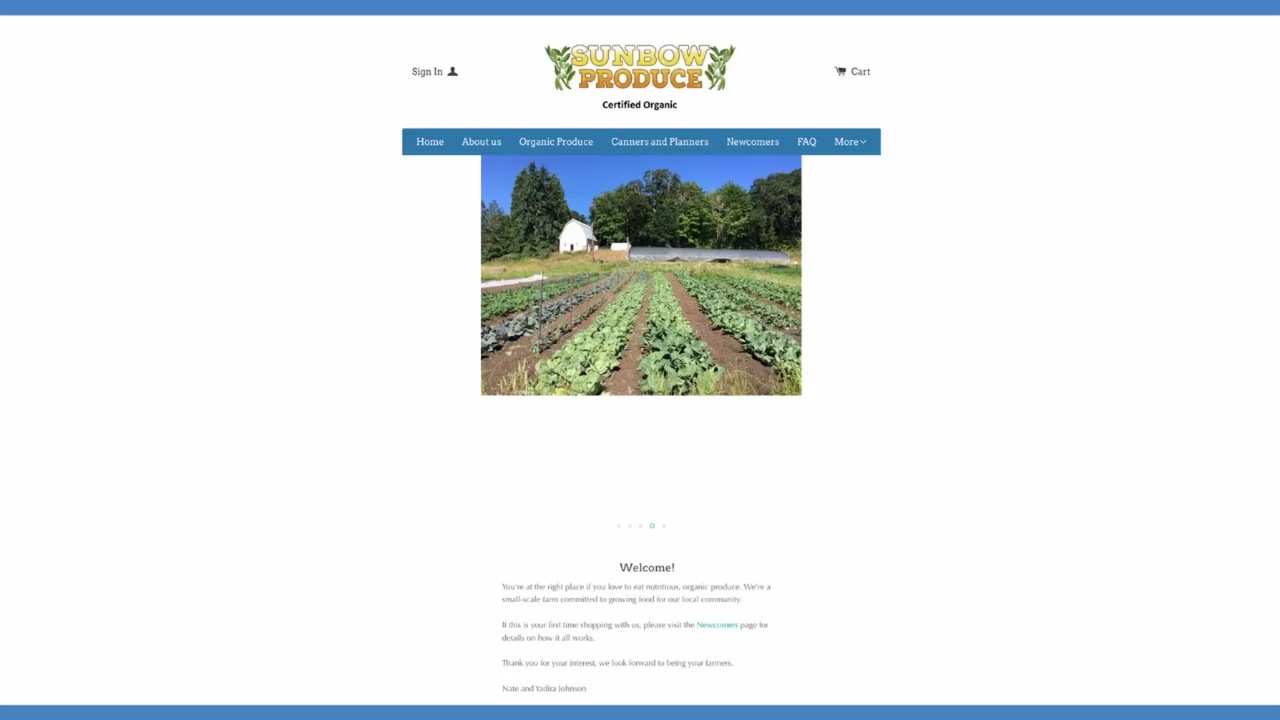 Sign In
SUNBOW
PRODUCE
Cart
Certified Organic
Home About us Organic Produce Canners and Planners Newcomers FAQ More
Welcome!
You're at the right place if you love to eat nutritious, organic produce. We're a
small-scale farm committed to growing food for our local community.
If this is your first time shopping with us, please visit the Newcomers page for
details on how it all works.
Thank you for your interest, we look forward to being your farmers.
Nate and Yadira Johnson